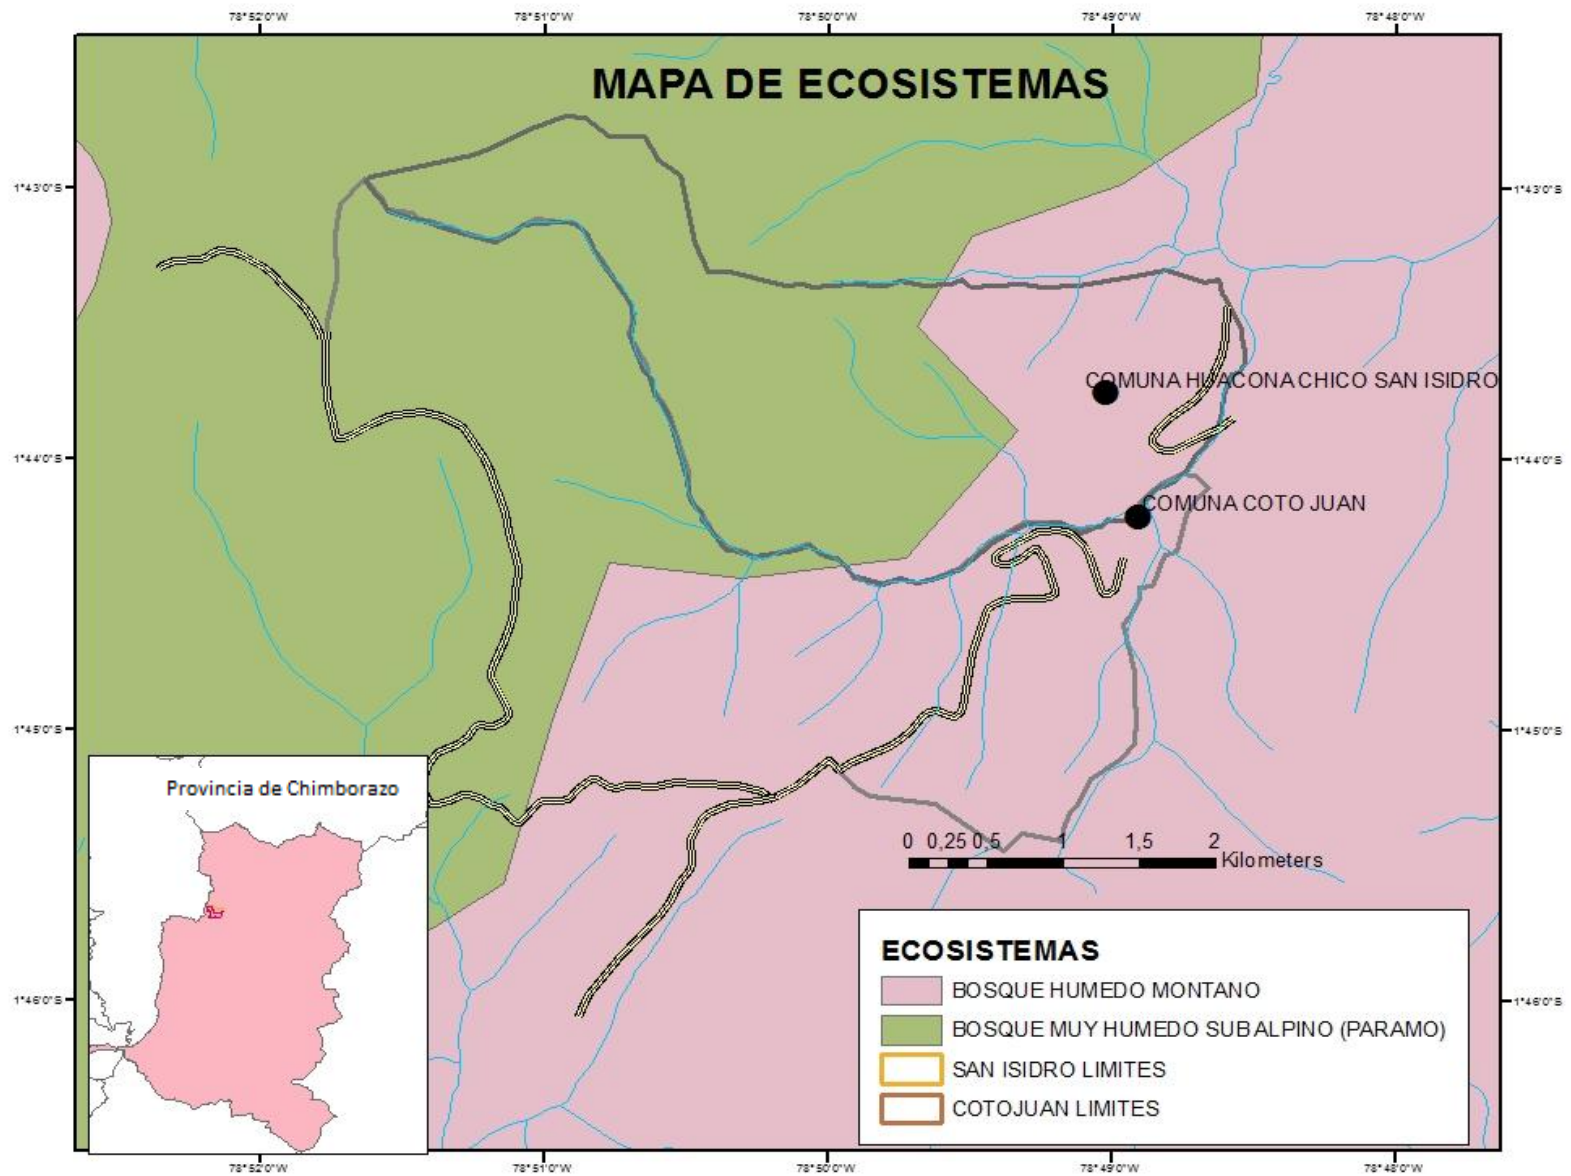 78°52'0"W 78°51'0"W 78°50'0"W 78°49'0"W 78°48'0"W
MAPA DE ECOSISTEMAS
1°43'0"S 1°43'0"S
COMUNA HUACONA CHICO SAN ISIDRO
1°44'0"S 1°44'0"S
COMUNA COTO JUAN
1°45'0"S 1°45'0"S
Provincia de Chimborazo
0 0,25 0,5 1 1,5 2
Kilometers
ECOSISTEMAS
BOSQUE HUMEDO MONTANO
1°46'0"S 1°46'0"S
BOSQUE MUY HUMEDO SUBALPINO (PARAMO)
SAN ISIDRO LIMITES
COTOJUAN LIMITES
78°52'0"W 78°51'0"W 78°50'0"W 78°49'0"W 78°48'0"W